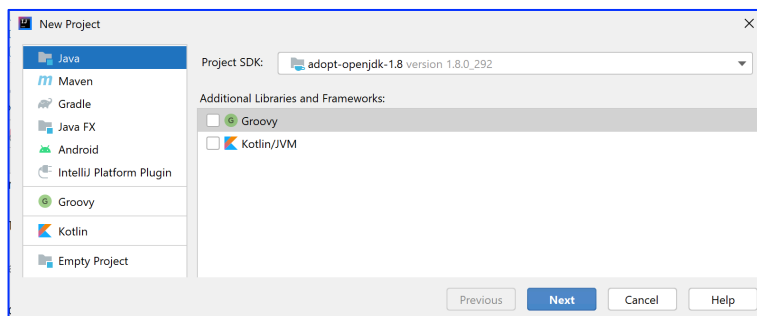 New Project
Java
Maven
Gradle
Java FX
Android
IntelliJ Platform Plugin
Groovy
Kotlin
Empty Project
Project SDK: adopt-openjdk-1.8 version 1.8.0_292
Additional Libraries and Frameworks:
Groovy
Kotlin/JVM
Previous Next Cancel Help